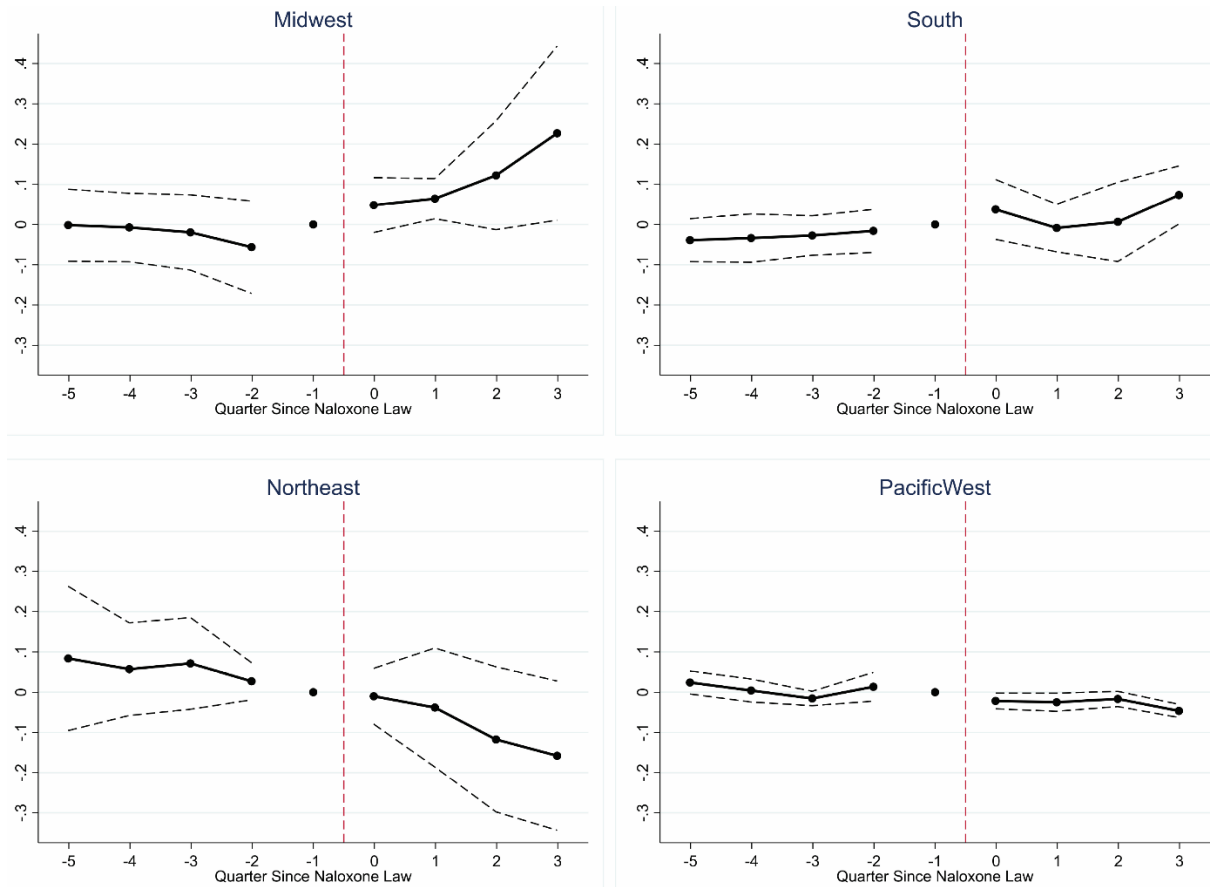 Midwest
.4
.3
.2
.1
0
-.1
-.2
-.3
-5 -4 -3 -2 -1 0 1 2 3
Quarter Since Naloxone Law
South
.4
.3
.2
.1
0
-.1
-.2
-.3
-5 -4 -3 -2 -1 0 1 2 3
Quarter Since Naloxone Law
Northeast
.4
.3
.2
.1
0
-.1
-.2
-.3
-5 -4 -3 -2 -1 0 1 2 3
Quarter Since Naloxone Law
PacificWest
.4
.3
.2
.1
0
-.1
-.2
-.3
-5 -4 -3 -2 -1 0 1 2 3
Quarter Since Naloxone Law